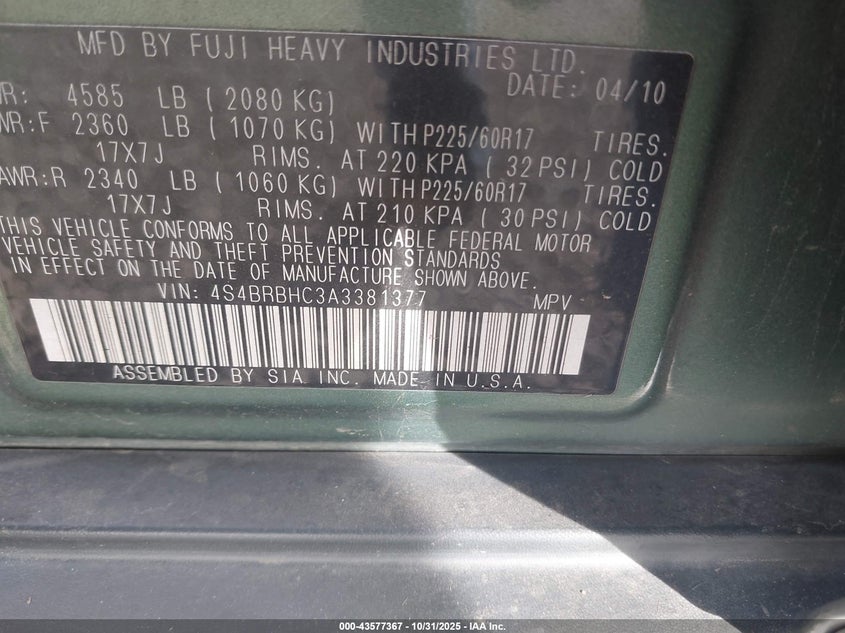 MFD BY FUJI HEAVY INDUSTRIES LTD.
DATE: 04/10
WR: 4585 LB ( 2080 KG)
WR:F 2360 LB ( 1070 KG) WITH P225/60R17 TIRES.
17X7J RIMS. AT 220 KPA ( 32 PSI) COLD
AWR:R 2340 LB ( 1060 KG) WITH P225/60R17 TIRES.
17X7J RIMS. AT 210 KPA ( 30 PSI) COLD
THIS VEHICLE CONFORMS TO ALL APPLICABLE FEDERAL MOTOR
VEHICLE SAFETY AND THEFT PREVENTION STANDARDS
IN EFFECT ON THE DATE OF MANUFACTURE SHOWN ABOVE.
VIN: 4S4BRBHC3A3381377 MPV
ASSEMBLED BY SIA INC. MADE IN U.S.A.
000-43577367 - 10/31/2025 - IAA Inc.